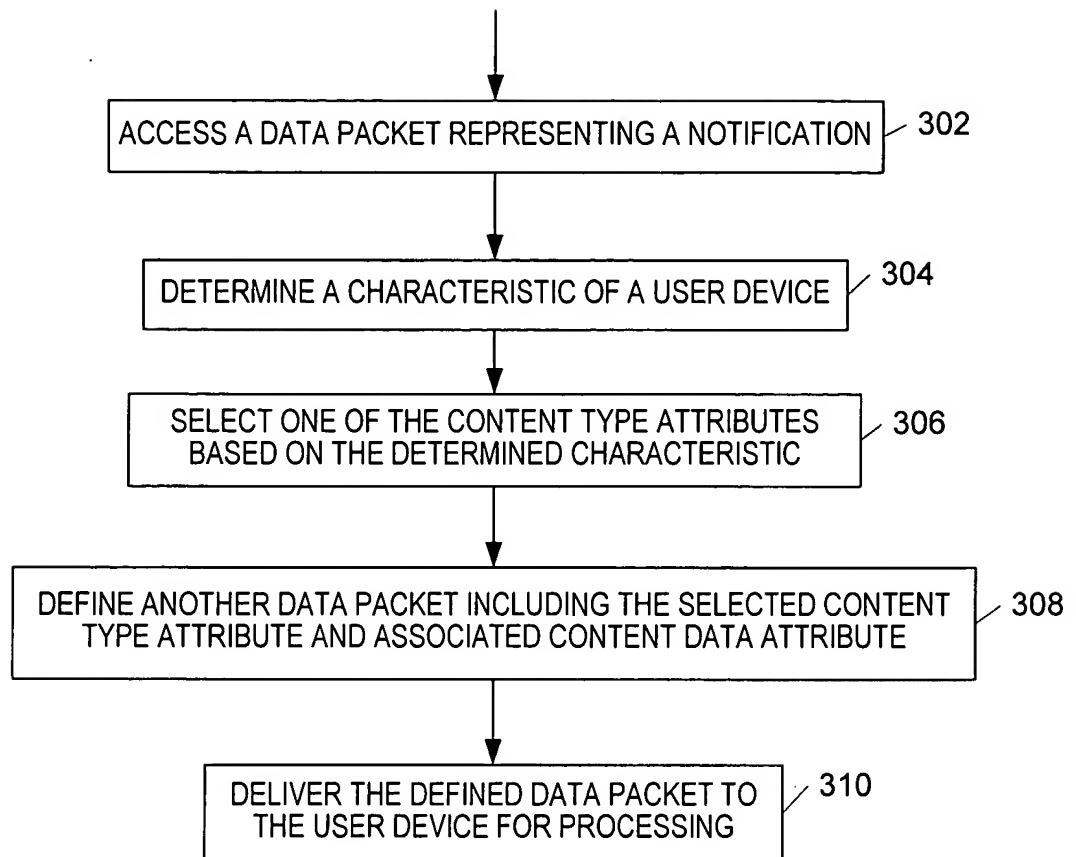 ACCESS A DATA PACKET REPRESENTING A NOTIFICATION
302
DETERMINE A CHARACTERISTIC OF A USER DEVICE
304
SELECT ONE OF THE CONTENT TYPE ATTRIBUTES
BASED ON THE DETERMINED CHARACTERISTIC
306
DEFINE ANOTHER DATA PACKET INCLUDING THE SELECTED CONTENT
TYPE ATTRIBUTE AND ASSOCIATED CONTENT DATA ATTRIBUTE
308
DELIVER THE DEFINED DATA PACKET TO
THE USER DEVICE FOR PROCESSING
310